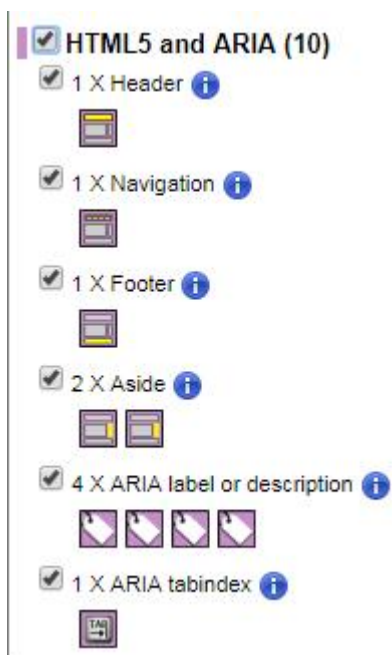 HTML5 and ARIA (10)
1 X Header
1 X Navigation
1 X Footer
2 X Aside
4 X ARIA label or description
1 X ARIA tabindex
TAB